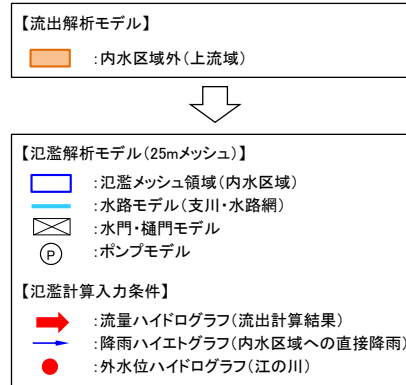 【流出解析モデル】
:内水区域外(上流域)
【氾濫解析モデル(25mメッシュ)】
:氾濫メッシュ領域(内水区域)
:水路モデル(支川・水路網)
:水門・樋門モデル
P :ポンプモデル
【氾濫計算入力条件】
:流量ハイドログラフ(流出計算結果)
:降雨ハイエトグラフ(内水区域への直接降雨)
:外水位ハイドログラフ(江の川)